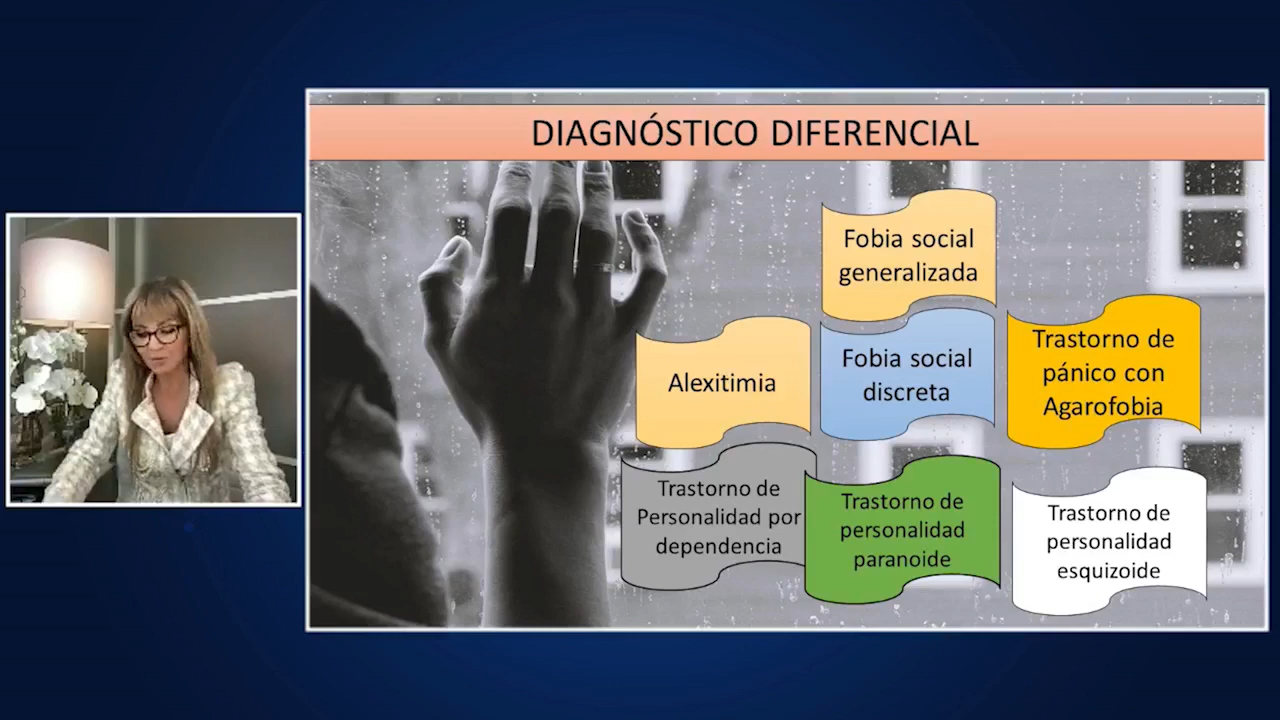 DIAGNÓSTICO DIFERENCIAL
Fobia social
generalizada
Alexitimia
Fobia social
discreta
Trastorno de
pánico con
Agarofobia
Trastorno de
Personalidad por
dependencia
Trastorno de
personalidad
paranoide
Trastorno de
personalidad
esquizoide